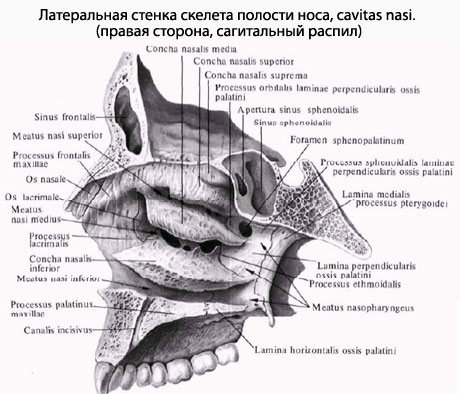 Латеральная стенка скелета полости носа, cavitas nasi.
(правая сторона, сагитальный распил)
Concha nasalis media
Concha nasalis superior
Concha nasalis suprema
Processus orbitalis laminae perpendicularis ossis
palatini
Apertura sinus sphenoidalis
Sinus sphenoidalis
Foramen sphenopalatinum
Processus sphenoidalis laminae
perpendicularis ossis palatini
Lamina medialis
processus pterygoidei
Sinus frontalis
Meatus nasi superior
Processus frontalis
maxillae
Os nasale
Os lacrimale
Meatus
nasi medius
Processus
lacrimalis
Concha nasalis
inferior
Meatus nasi inferior
Processus palatinus
maxillae
Canalis incisivus
Lamina perpendicularis
ossis palatini
Processus ethmoidalis
Meatus nasopharyngeus
Lamina horizontalis ossis palatini